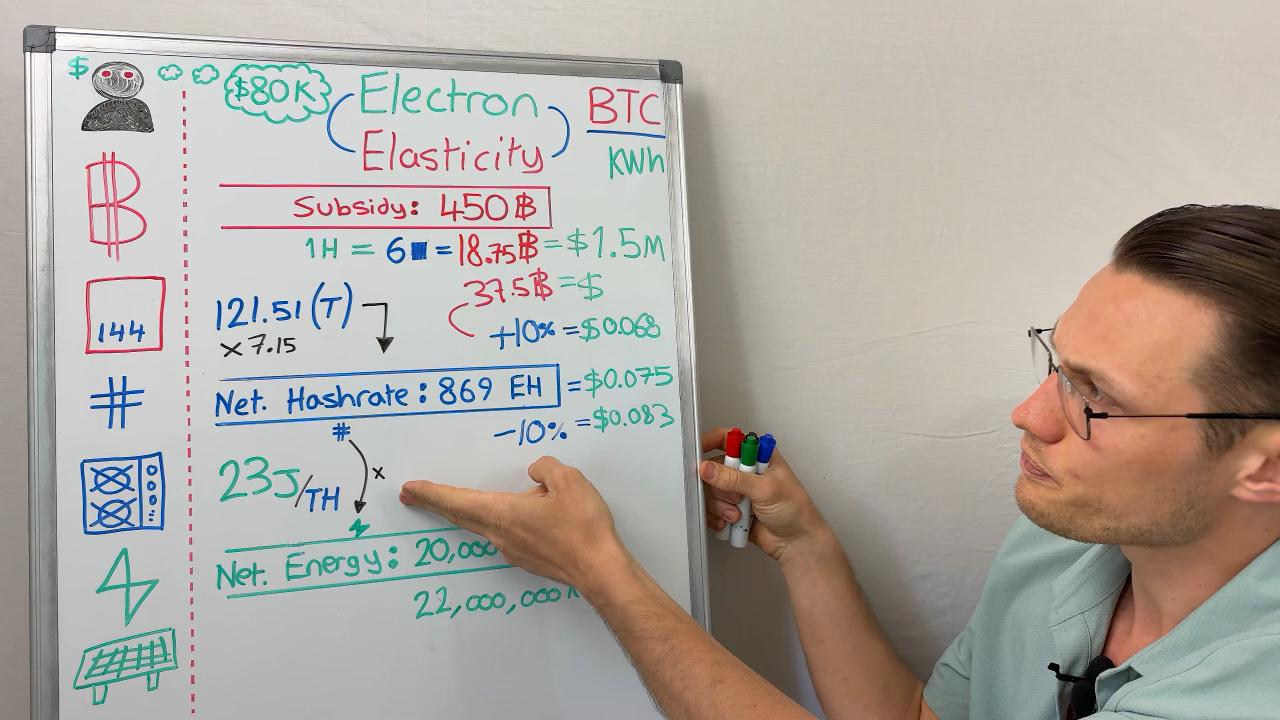 $
$80K
Electron
Elasticity
BTC
KWh
Subsidy: 450 ₿
1H = 6■ = 18.75₿ = $1.5M
37.5₿ = $
121.51 (T)
x 7.15
+10% = $0.068
Net. Hashrate: 869 EH = $0.075
-10% = $0.083
#
23J/TH
x
Net. Energy: 20,000
22,000,000
₿
144
#